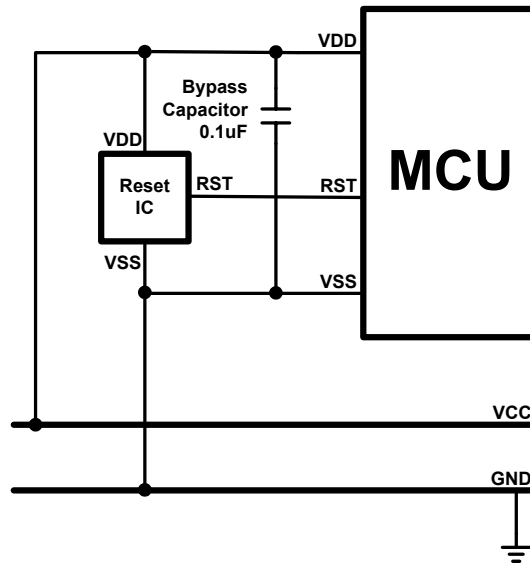 VDD
Bypass
Capacitor
0.1uF
VDD
Reset
IC
RST
RST
MCU
VSS
VSS
VCC
GND